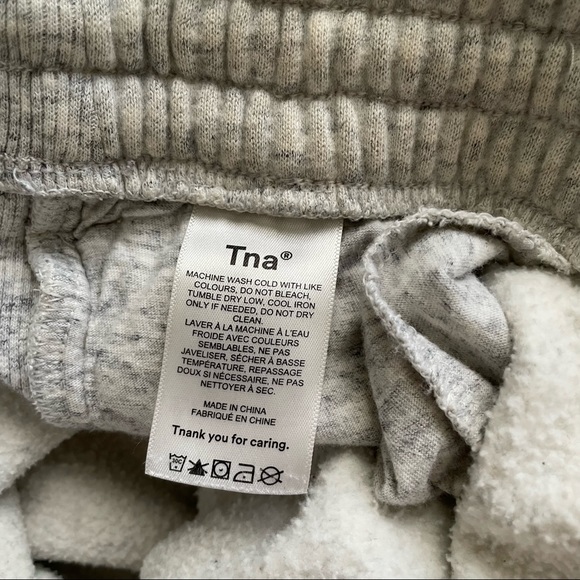 Tna®
MACHINE WASH COLD WITH LIKE
COLOURS, DO NOT BLEACH,
TUMBLE DRY LOW, COOL IRON
ONLY IF NEEDED, DO NOT DRY
CLEAN.
LAVER À LA MACHINE À L'EAU
FROIDE AVEC COULEURS
SEMBLABLES, NE PAS
JAVELISER, SÉCHER À BASSE
TEMPÉRATURE, REPASSAGE
DOUX SI NÉCESSAIRE, NE PAS
NETTOYER À SEC.
MADE IN CHINA
FABRIQUÉ EN CHINE
Thank you for caring.
30C